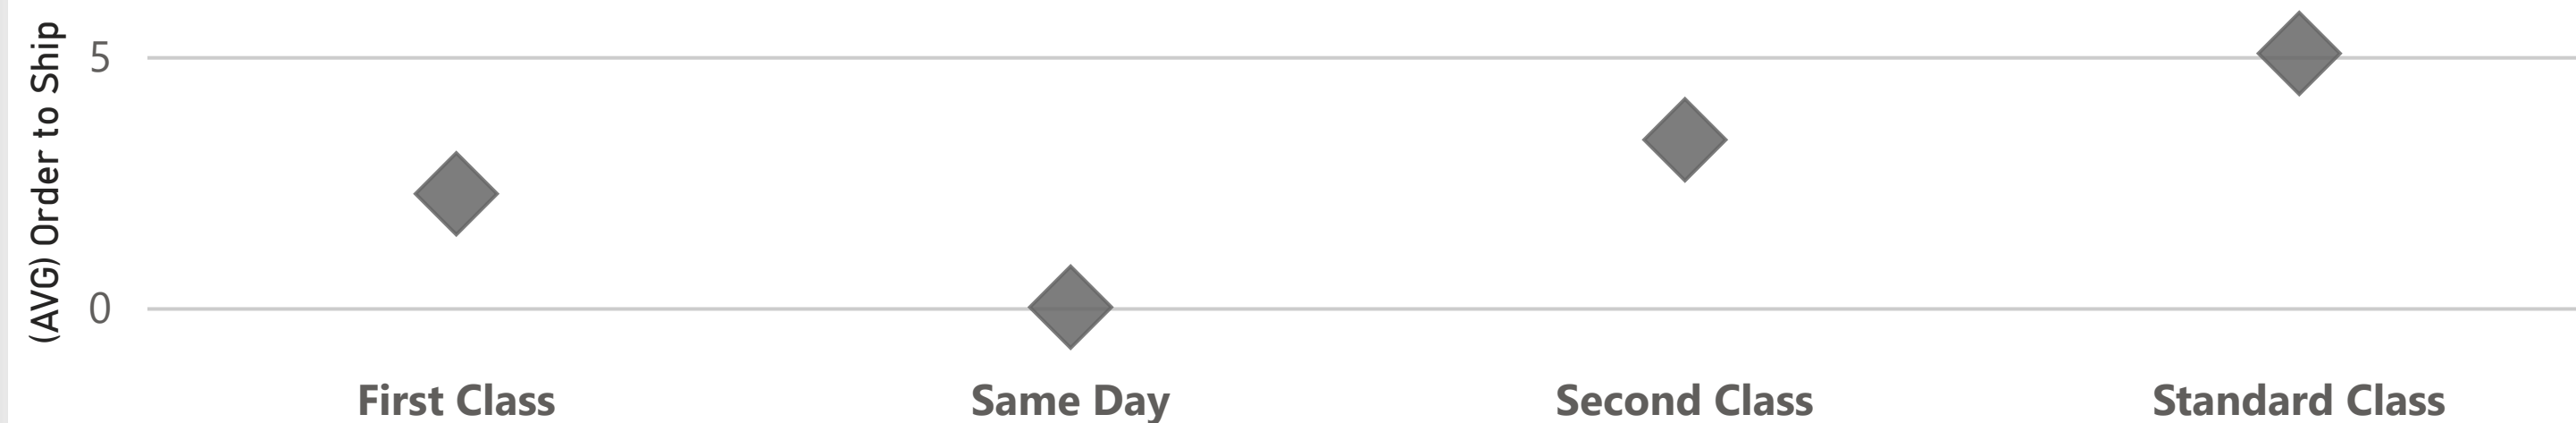 (AVG) Order to Ship
5
0
First Class
Same Day
Second Class
Standard Class